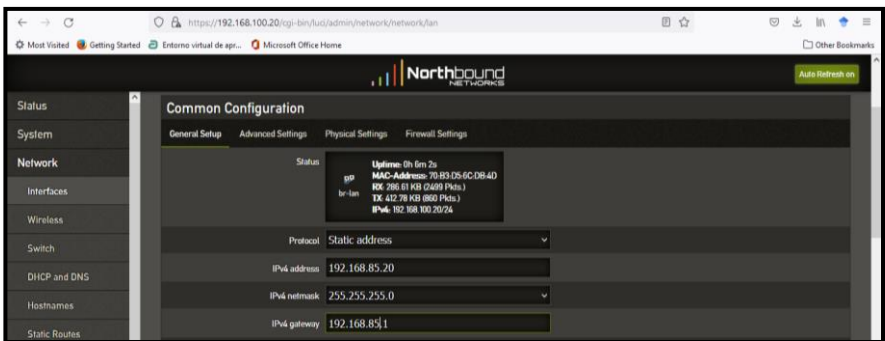 https://192.168.100.20/cgi-bin/luci/admin/network/network/lan
Most Visited Getting Started Entorno virtual de apr... Microsoft Office Home Other Bookmarks
Northbound
NETWORKS
Auto Refresh on
Status
System
Network
Interfaces
Wireless
Switch
DHCP and DNS
Hostnames
Static Routes
Common Configuration
General Setup Advanced Settings Physical Settings Firewall Settings
Status
br-lan
Uptime: 0h 6m 2s
MAC-Address: 70:B3:D5:6C:DB:4D
RX: 286.61 KB (2499 Pkts.)
TX: 412.78 KB (860 Pkts.)
IPv4: 192.168.100.20/24
Protocol Static address
IPv4 address 192.168.85.20
IPv4 netmask 255.255.255.0
IPv4 gateway 192.168.85.1